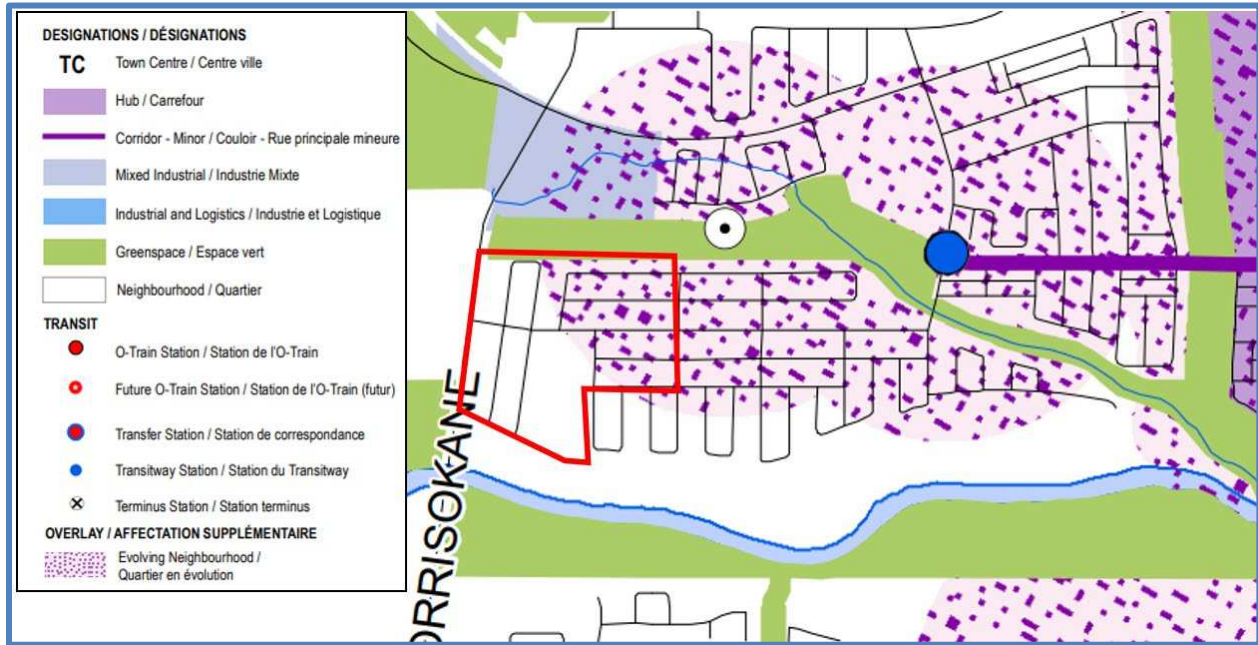 DESIGNATIONS / DÉSIGNATIONS
TC Town Centre / Centre ville
Hub / Carrefour
Corridor - Minor / Couloir - Rue principale mineure
Mixed Industrial / Industrie Mixte
Industrial and Logistics / Industrie et Logistique
Greenspace / Espace vert
Neighbourhood / Quartier
TRANSIT
O-Train Station / Station de l'O-Train
Future O-Train Station / Station de l'O-Train (futur)
Transfer Station / Station de correspondance
Transitway Station / Station du Transitway
Terminus Station / Station terminus
OVERLAY / AFFECTATION SUPPLÉMENTAIRE
Evolving Neighbourhood /
Quartier en évolution
ORRISOKANE